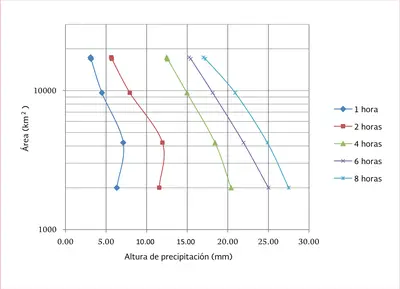 10000
1000
Área (km²)
0.00 5.00 10.00 15.00 20.00 25.00 30.00
Altura de precipitación (mm)
1 hora
2 horas
4 horas
6 horas
8 horas